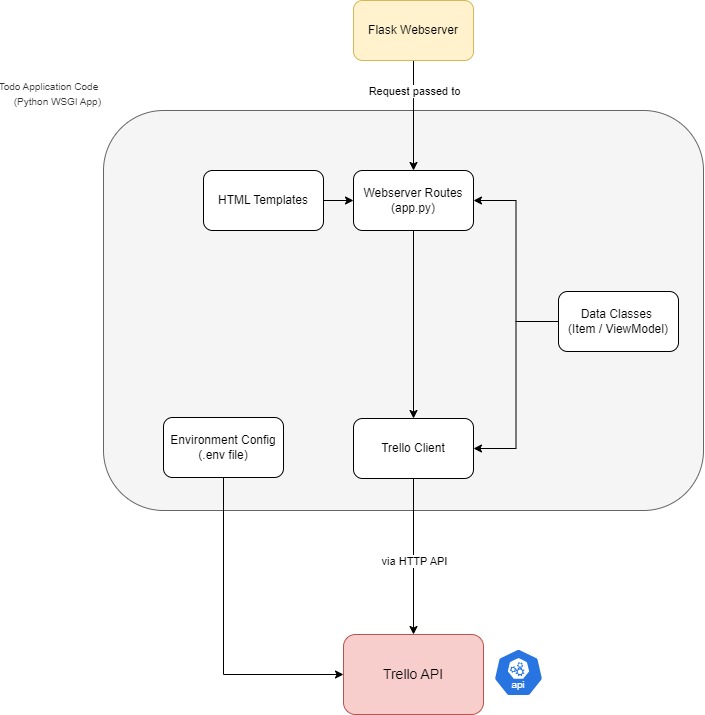 Flask Webserver
Request passed to
Todo Application Code
(Python WSGI App)
HTML Templates
Webserver Routes
(app.py)
Data Classes
(Item / ViewModel)
Environment Config
(.env file)
Trello Client
via HTTP API
Trello API
api